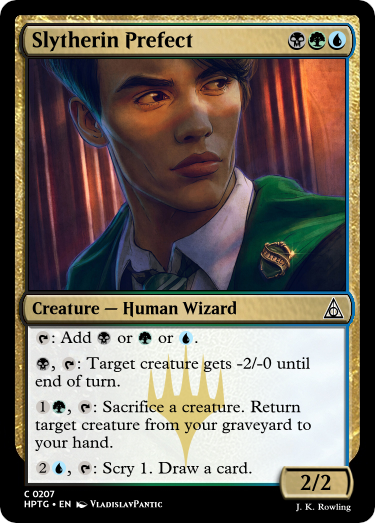 Slytherin Prefect
Creature — Human Wizard
: Add or or .
, : Target creature gets -2/-0 until
end of turn.
1 , : Sacrifice a creature. Return
target creature from your graveyard to
your hand.
2 , : Scry 1. Draw a card.
2/2
C 0207
HPTG • EN VladislavPantic
J. K. Rowling